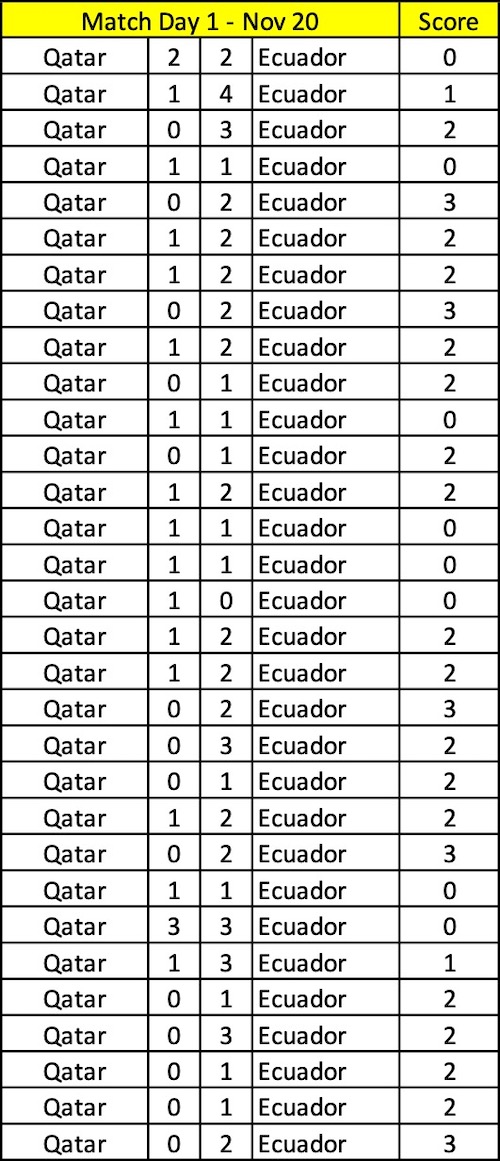 Match Day 1 - Nov 20 Score
Qatar 2 2 Ecuador 0
Qatar 1 4 Ecuador 1
Qatar 0 3 Ecuador 2
Qatar 1 1 Ecuador 0
Qatar 0 2 Ecuador 3
Qatar 1 2 Ecuador 2
Qatar 1 2 Ecuador 2
Qatar 0 2 Ecuador 3
Qatar 1 2 Ecuador 2
Qatar 0 1 Ecuador 2
Qatar 1 1 Ecuador 0
Qatar 0 1 Ecuador 2
Qatar 1 2 Ecuador 2
Qatar 1 1 Ecuador 0
Qatar 1 1 Ecuador 0
Qatar 1 0 Ecuador 0
Qatar 1 2 Ecuador 2
Qatar 1 2 Ecuador 2
Qatar 0 2 Ecuador 3
Qatar 0 3 Ecuador 2
Qatar 0 1 Ecuador 2
Qatar 1 2 Ecuador 2
Qatar 0 2 Ecuador 3
Qatar 1 1 Ecuador 0
Qatar 3 3 Ecuador 0
Qatar 1 3 Ecuador 1
Qatar 0 1 Ecuador 2
Qatar 0 3 Ecuador 2
Qatar 0 1 Ecuador 2
Qatar 0 1 Ecuador 2
Qatar 0 2 Ecuador 3